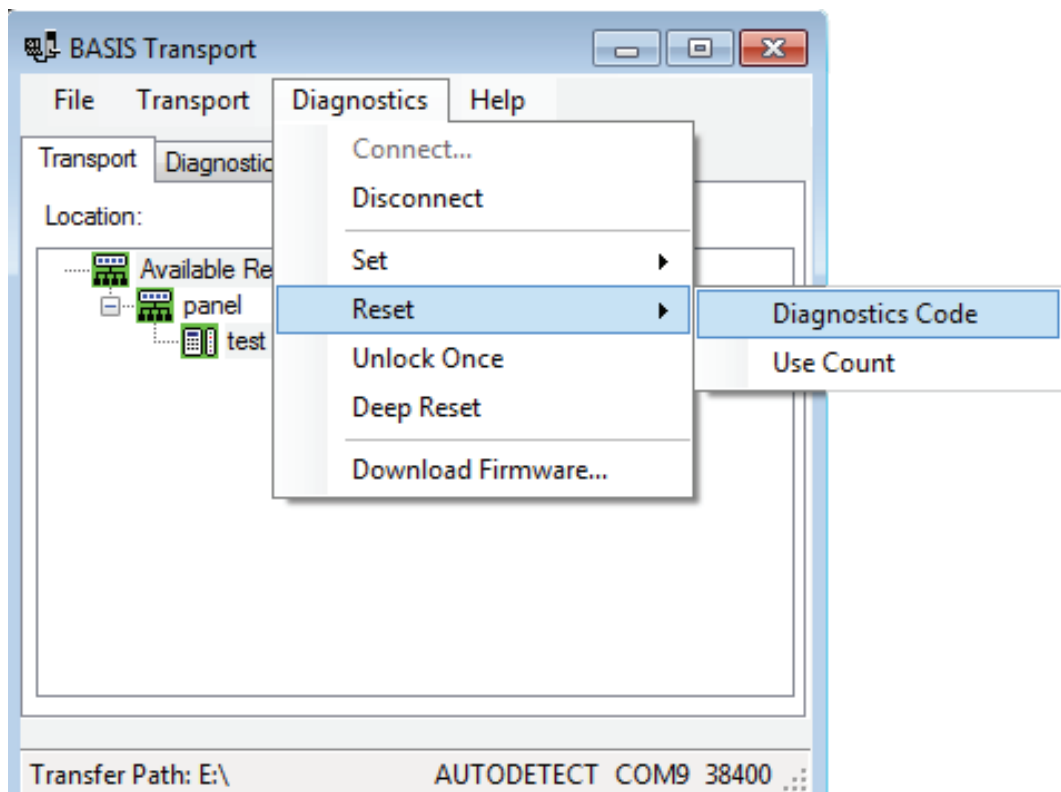 BASIS Transport
File Transport Diagnostics Help
Transport Diagnostic
Location:
Available Re
panel
test
Connect...
Disconnect
Set
Reset
Unlock Once
Deep Reset
Download Firmware...
Diagnostics Code
Use Count
Transfer Path: E:\ AUTODETECT COM9 38400